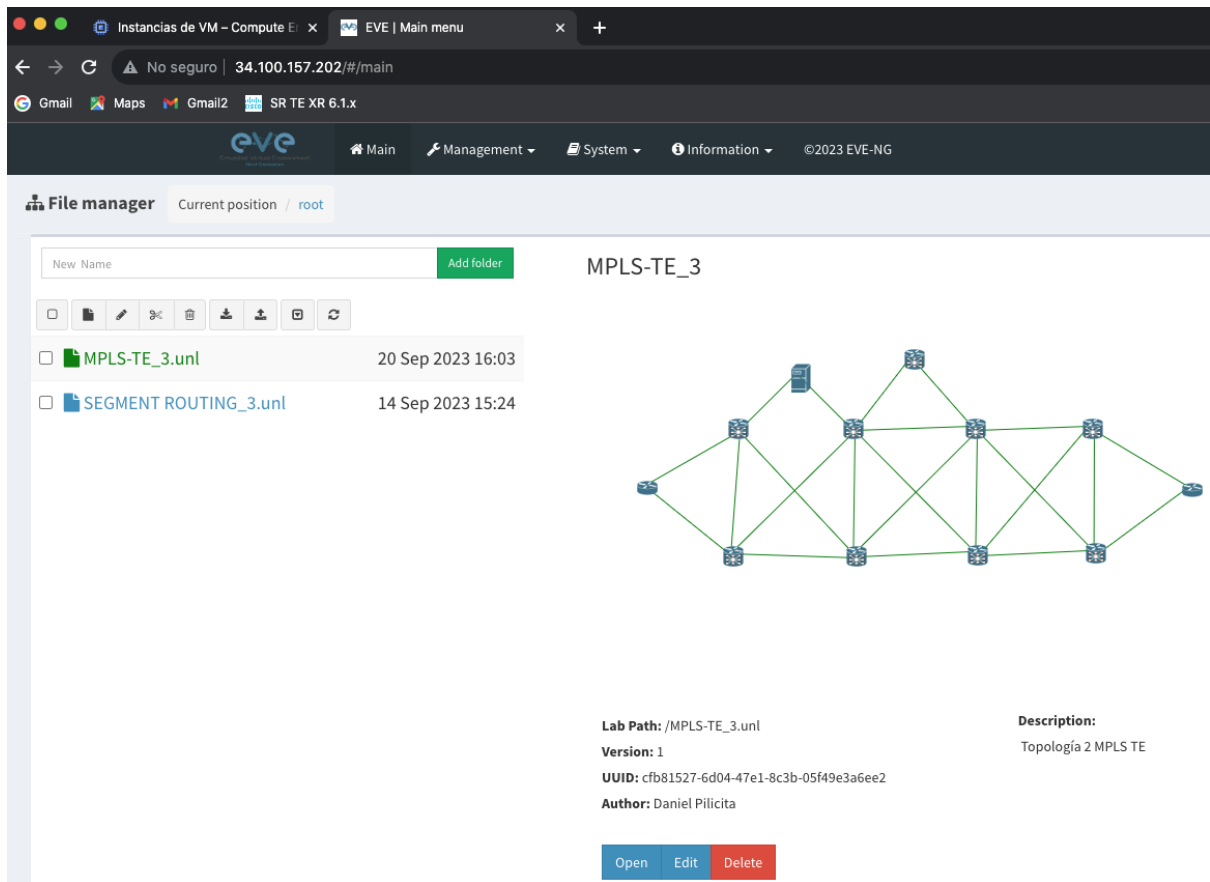 Instancias de VM – Compute E
EVE | Main menu
No seguro | 34.100.157.202/#/main
Gmail Maps Gmail2 SR TE XR 6.1.x
eve Main Management System Information ©2023 EVE-NG
File manager Current position / root
New Name Add folder
MPLS-TE_3
MPLS-TE_3.unl 20 Sep 2023 16:03
SEGMENT ROUTING_3.unl 14 Sep 2023 15:24
Lab Path: /MPLS-TE_3.unl
Version: 1
UUID: cfb81527-6d04-47e1-8c3b-05f49e3a6ee2
Author: Daniel Pilicita
Description:
Topología 2 MPLS TE
Open Edit Delete